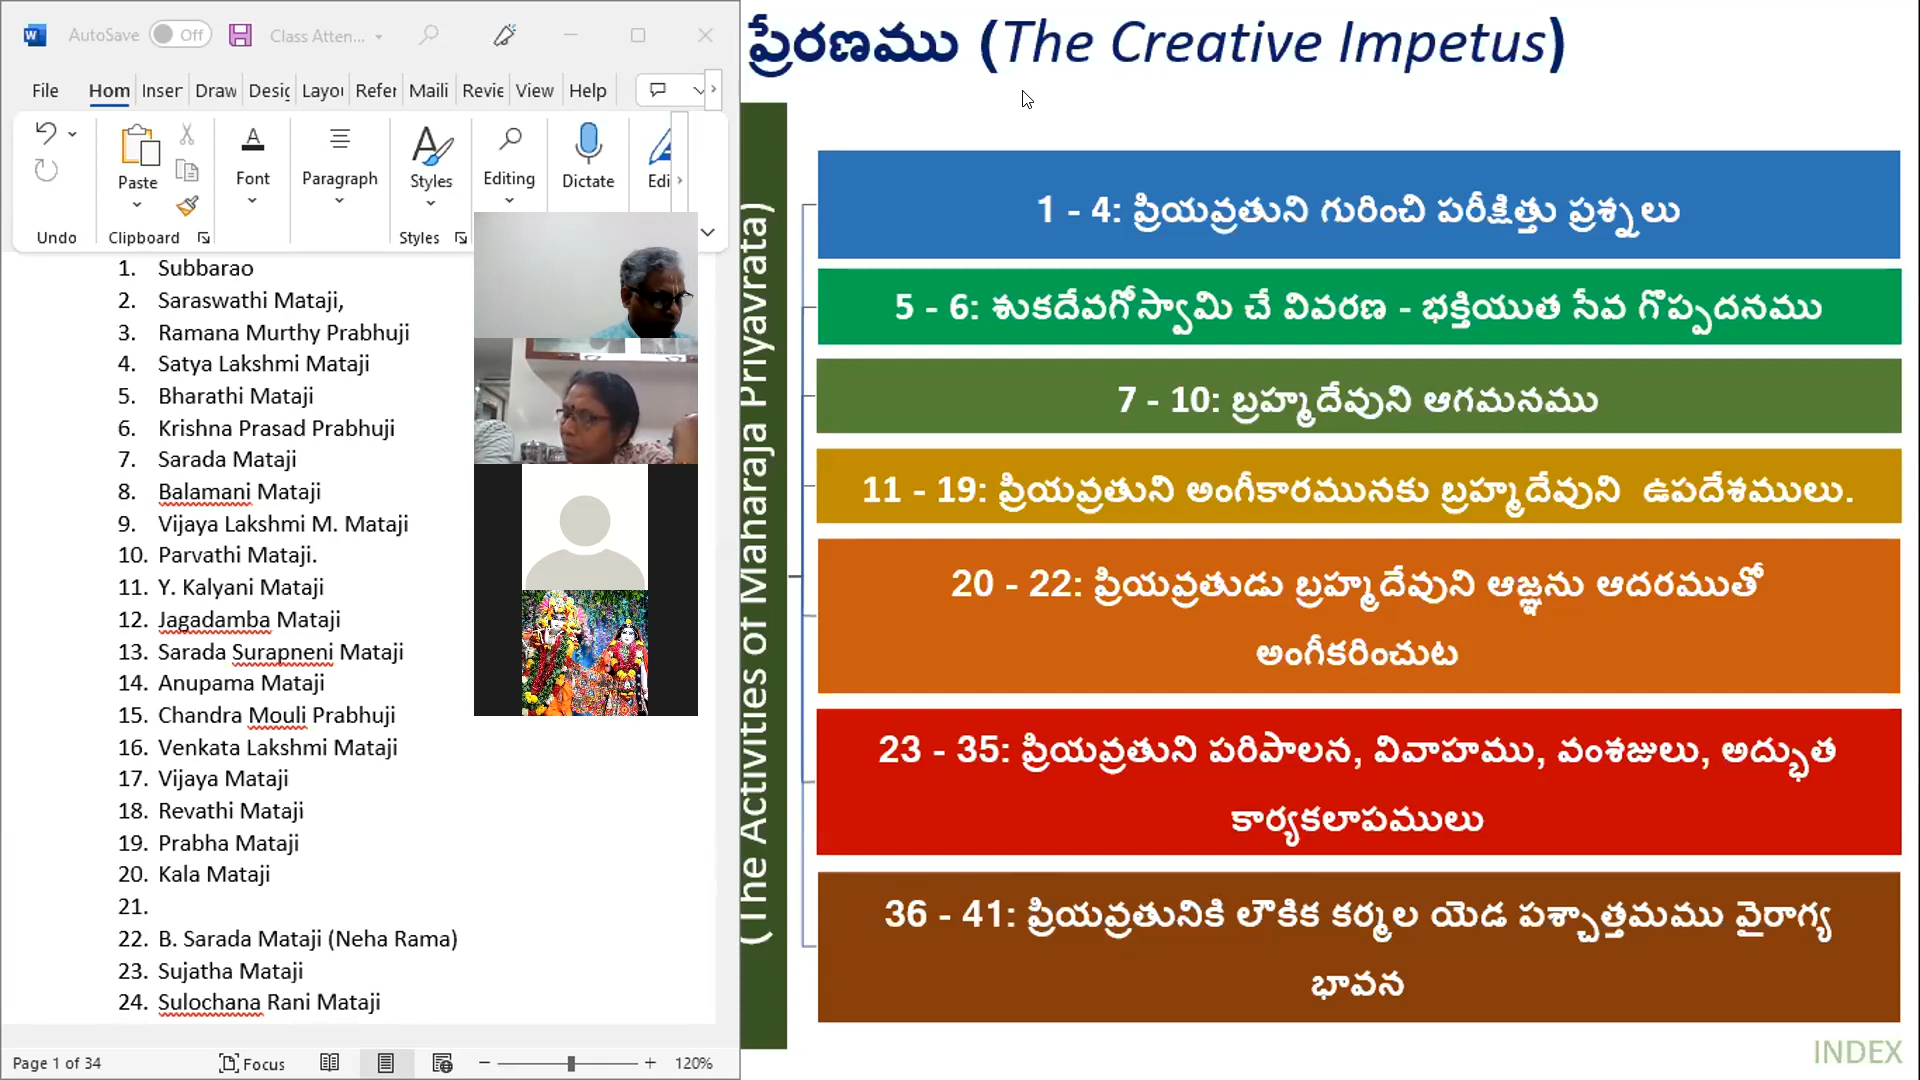 AutoSave Off Class Atten...
File Hom Inser Draw Desig Layou Refer Maili Revie View Help
Paste Font Paragraph Styles Editing Dictate Edi
Undo Clipboard Styles
1. Subbarao
2. Saraswathi Mataji,
3. Ramana Murthy Prabhuji
4. Satya Lakshmi Mataji
5. Bharathi Mataji
6. Krishna Prasad Prabhuji
7. Sarada Mataji
8. Balamani Mataji
9. Vijaya Lakshmi M. Mataji
10. Parvathi Mataji.
11. Y. Kalyani Mataji
12. Jagadamba Mataji
13. Sarada Surapneni Mataji
14. Anupama Mataji
15. Chandra Mouli Prabhuji
16. Venkata Lakshmi Mataji
17. Vijaya Mataji
18. Revathi Mataji
19. Prabha Mataji
20. Kala Mataji
21.
22. B. Sarada Mataji (Neha Rama)
23. Sujatha Mataji
24. Sulochana Rani Mataji
Page 1 of 34 Focus 120%
ప్రేరణము (The Creative Impetus)
(The Activities of Maharaja Priyavrata)
1 - 4: ప్రియవ్రతుని గురించి పరీక్షిత్తు ప్రశ్నలు
5 - 6: శుకదేవగోస్వామి చే వివరణ - భక్తియుత సేవ గొప్పదనము
7 - 10: బ్రహ్మదేవుని ఆగమనము
11 - 19: ప్రియవ్రతుని అంగీకారమునకు బ్రహ్మదేవుని ఉపదేశములు.
20 - 22: ప్రియవ్రతుడు బ్రహ్మదేవుని ఆజ్ఞను ఆదరముతో
అంగీకరించుట
23 - 35: ప్రియవ్రతుని పరిపాలన, వివాహము, వంశజులు, అద్భుత
కార్యకలాపములు
36 - 41: ప్రియవ్రతునికి లౌకిక కర్మల యెడ పశ్చాత్తమము వైరాగ్య
భావన
INDEX